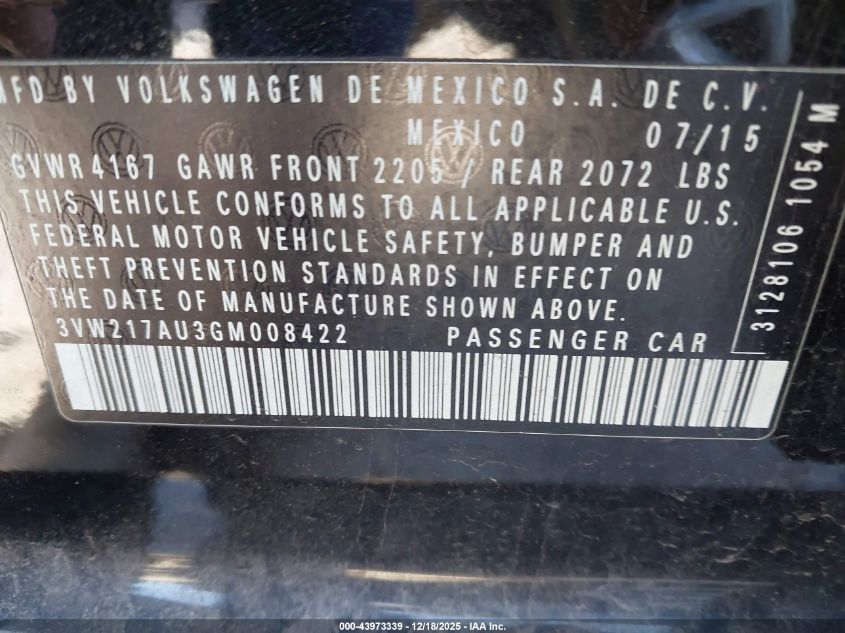 MFD BY VOLKSWAGEN DE MEXICO S.A. DE C.V.
MEXICO 07/15
GVWR 4167 GAWR FRONT 2205 / REAR 2072 LBS
THIS VEHICLE CONFORMS TO ALL APPLICABLE U.S.
FEDERAL MOTOR VEHICLE SAFETY, BUMPER AND
THEFT PREVENTION STANDARDS IN EFFECT ON
THE DATE OF MANUFACTURE SHOWN ABOVE.
3VW217AU3GM008422 PASSENGER CAR
3128106 1054 M
000-43973339 - 12/18/2025 - IAA Inc.